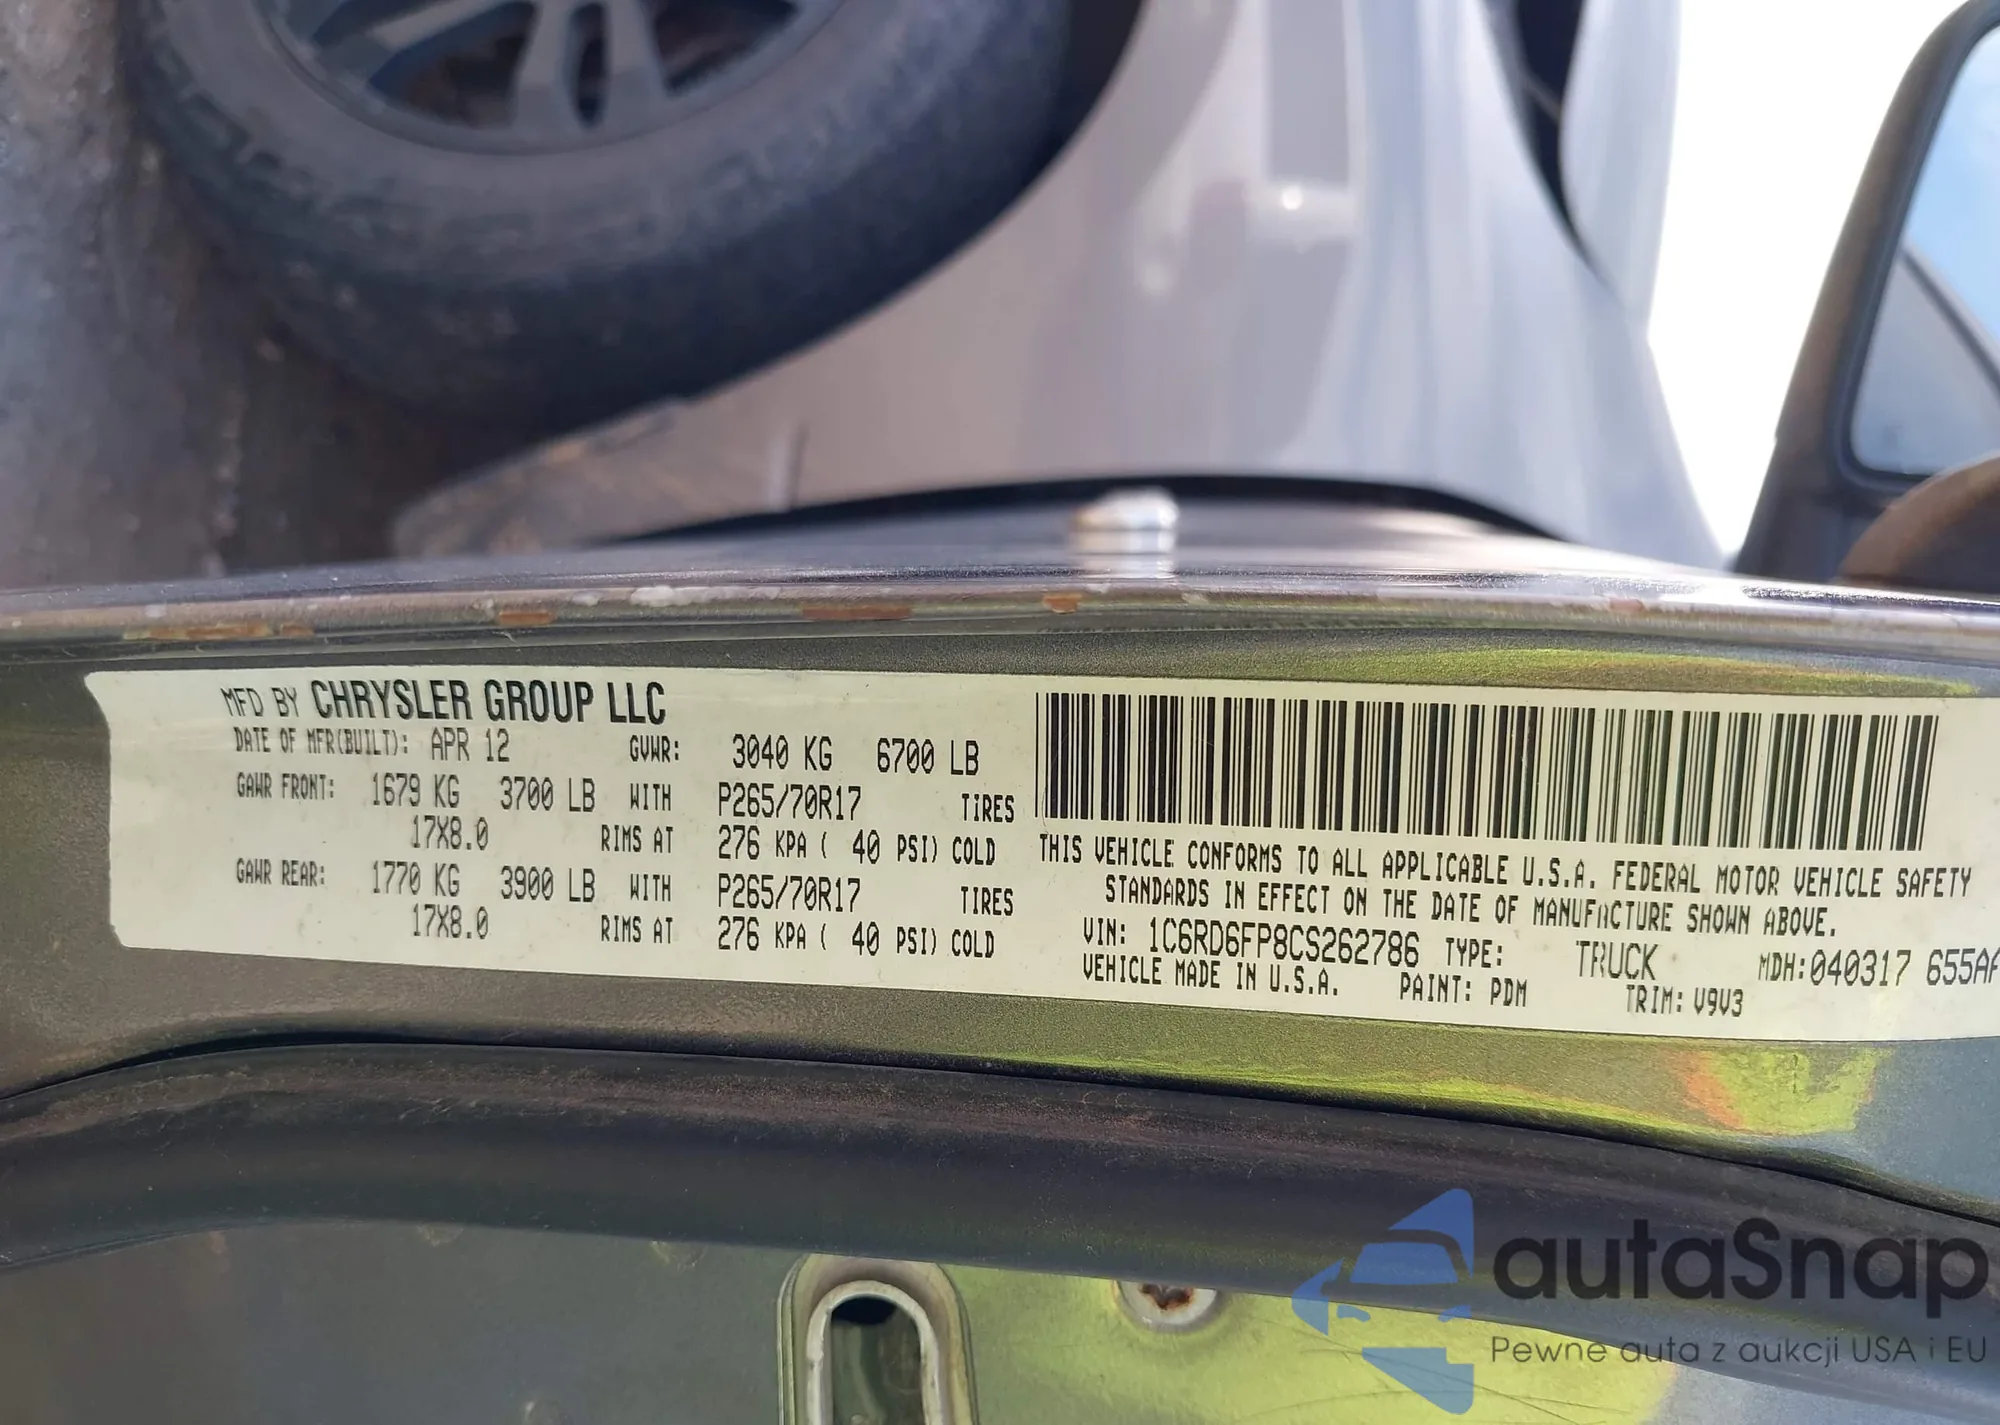 MFD BY CHRYSLER GROUP LLC
DATE OF MFR(BUILT): APR 12 GVWR: 3040 KG 6700 LB
GAWR FRONT: 1679 KG 3700 LB WITH P265/70R17 TIRES
17X8.0 RIMS AT 276 KPA ( 40 PSI) COLD
GAWR REAR: 1770 KG 3900 LB WITH P265/70R17 TIRES
17X8.0 RIMS AT 276 KPA ( 40 PSI) COLD
THIS VEHICLE CONFORMS TO ALL APPLICABLE U.S.A. FEDERAL MOTOR VEHICLE SAFETY
STANDARDS IN EFFECT ON THE DATE OF MANUFACTURE SHOWN ABOVE.
VIN: 1C6RD6FP8CS262786 TYPE: TRUCK MDH:040317 655AA
VEHICLE MADE IN U.S.A. PAINT: PDM TRIM: V9V3
autaSnap
Pewne auta z aukcji USA i EU